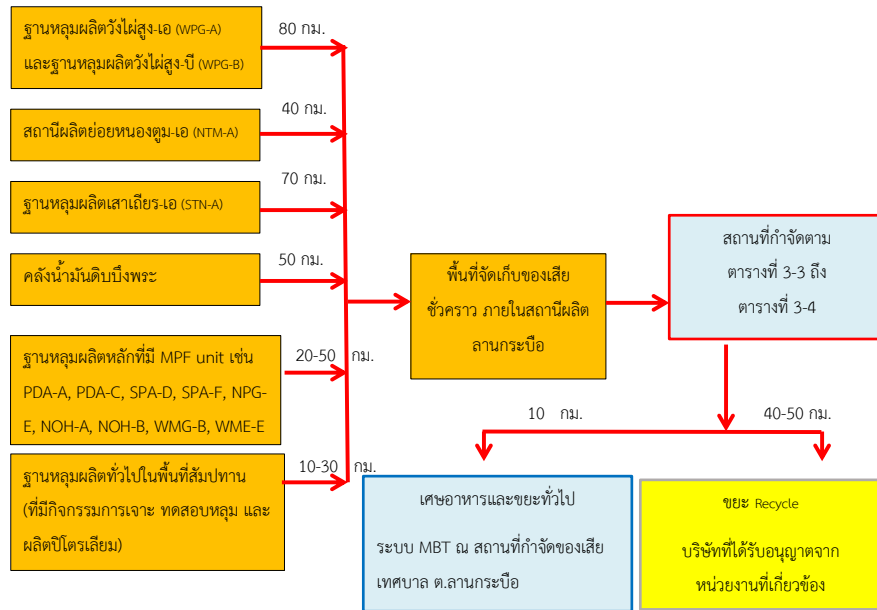 ฐานหลุมผลิตวังไผ่สูง-เอ (WPG-A)
และฐานหลุมผลิตวังไผ่สูง-บี (WPG-B)
80 กม.
สถานีผลิตย่อยหนองตูม-เอ (NTM-A)
40 กม.
ฐานหลุมผลิตเสาเถียร-เอ (STN-A)
70 กม.
คลังน้ำมันดิบบึงพระ
50 กม.
ฐานหลุมผลิตหลักที่มี MPF unit เช่น
PDA-A, PDA-C, SPA-D, SPA-F, NPG-
E, NOH-A, NOH-B, WMG-B, WME-E
20-50 กม.
ฐานหลุมผลิตทั่วไปในพื้นที่สัมปทาน
(ที่มีกิจกรรมการเจาะ ทดสอบหลุม และ
ผลิตปิโตรเลียม)
10-30 กม.
พื้นที่จัดเก็บของเสีย
ชั่วคราว ภายในสถานีผลิต
ลานกระบือ
สถานที่กำจัดตาม
ตารางที่ 3-3 ถึง
ตารางที่ 3-4
10 กม.
40-50 กม.
เศษอาหารและขยะทั่วไป
ระบบ MBT ณ สถานที่กำจัดของเสีย
เทศบาล ต.ลานกระบือ
ขยะ Recycle
บริษัทที่ได้รับอนุญาตจาก
หน่วยงานที่เกี่ยวข้อง